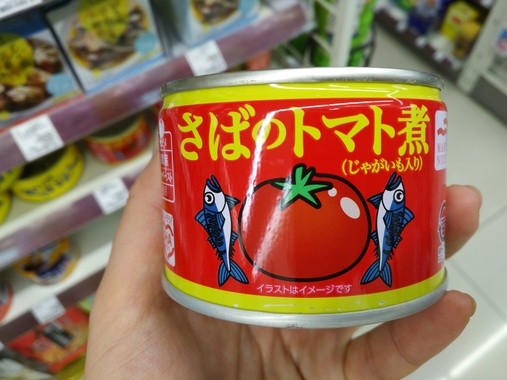 さばのトマト煮
(じゃがいも入り)
イラストはイメージです